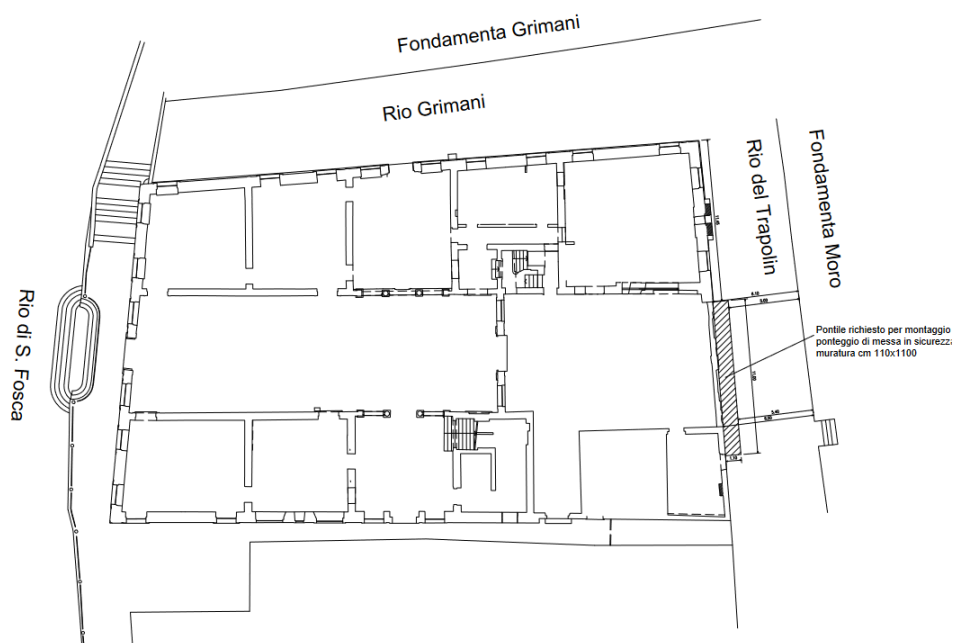 Fondamenta Grimani
Rio Grimani
Rio del Trapolin
Fondamenta Moro
Rio di S. Fosca
Pontile richiesto per montaggio
ponteggio di messa in sicurezza
muratura cm 110x1100